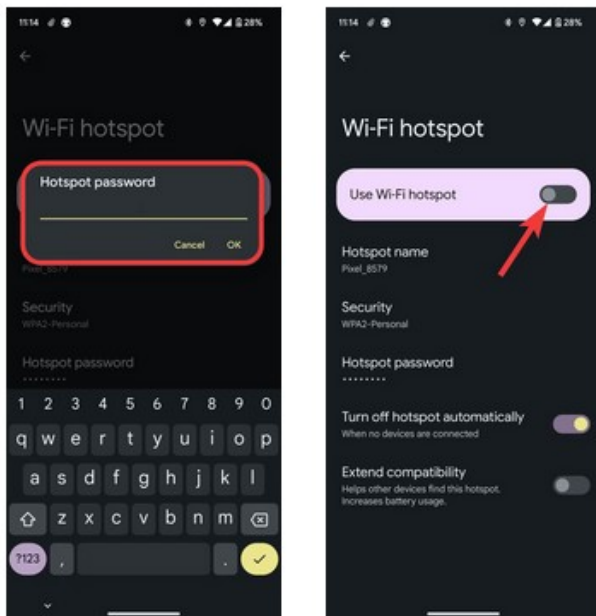 11:14 28%
Wi-Fi hotspot
Hotspot password
Cancel OK
Pixel_8579
Security
WPA2-Personal
Hotspot password
1 2 3 4 5 6 7 8 9 0
q w e r t y u i o p
a s d f g h j k l
z x c v b n m
?123 , .
11:14 28%
Wi-Fi hotspot
Use Wi-Fi hotspot
Hotspot name
Pixel_8579
Security
WPA2-Personal
Hotspot password
········
Turn off hotspot automatically
When no devices are connected
Extend compatibility
Helps other devices find this hotspot.
Increases battery usage.